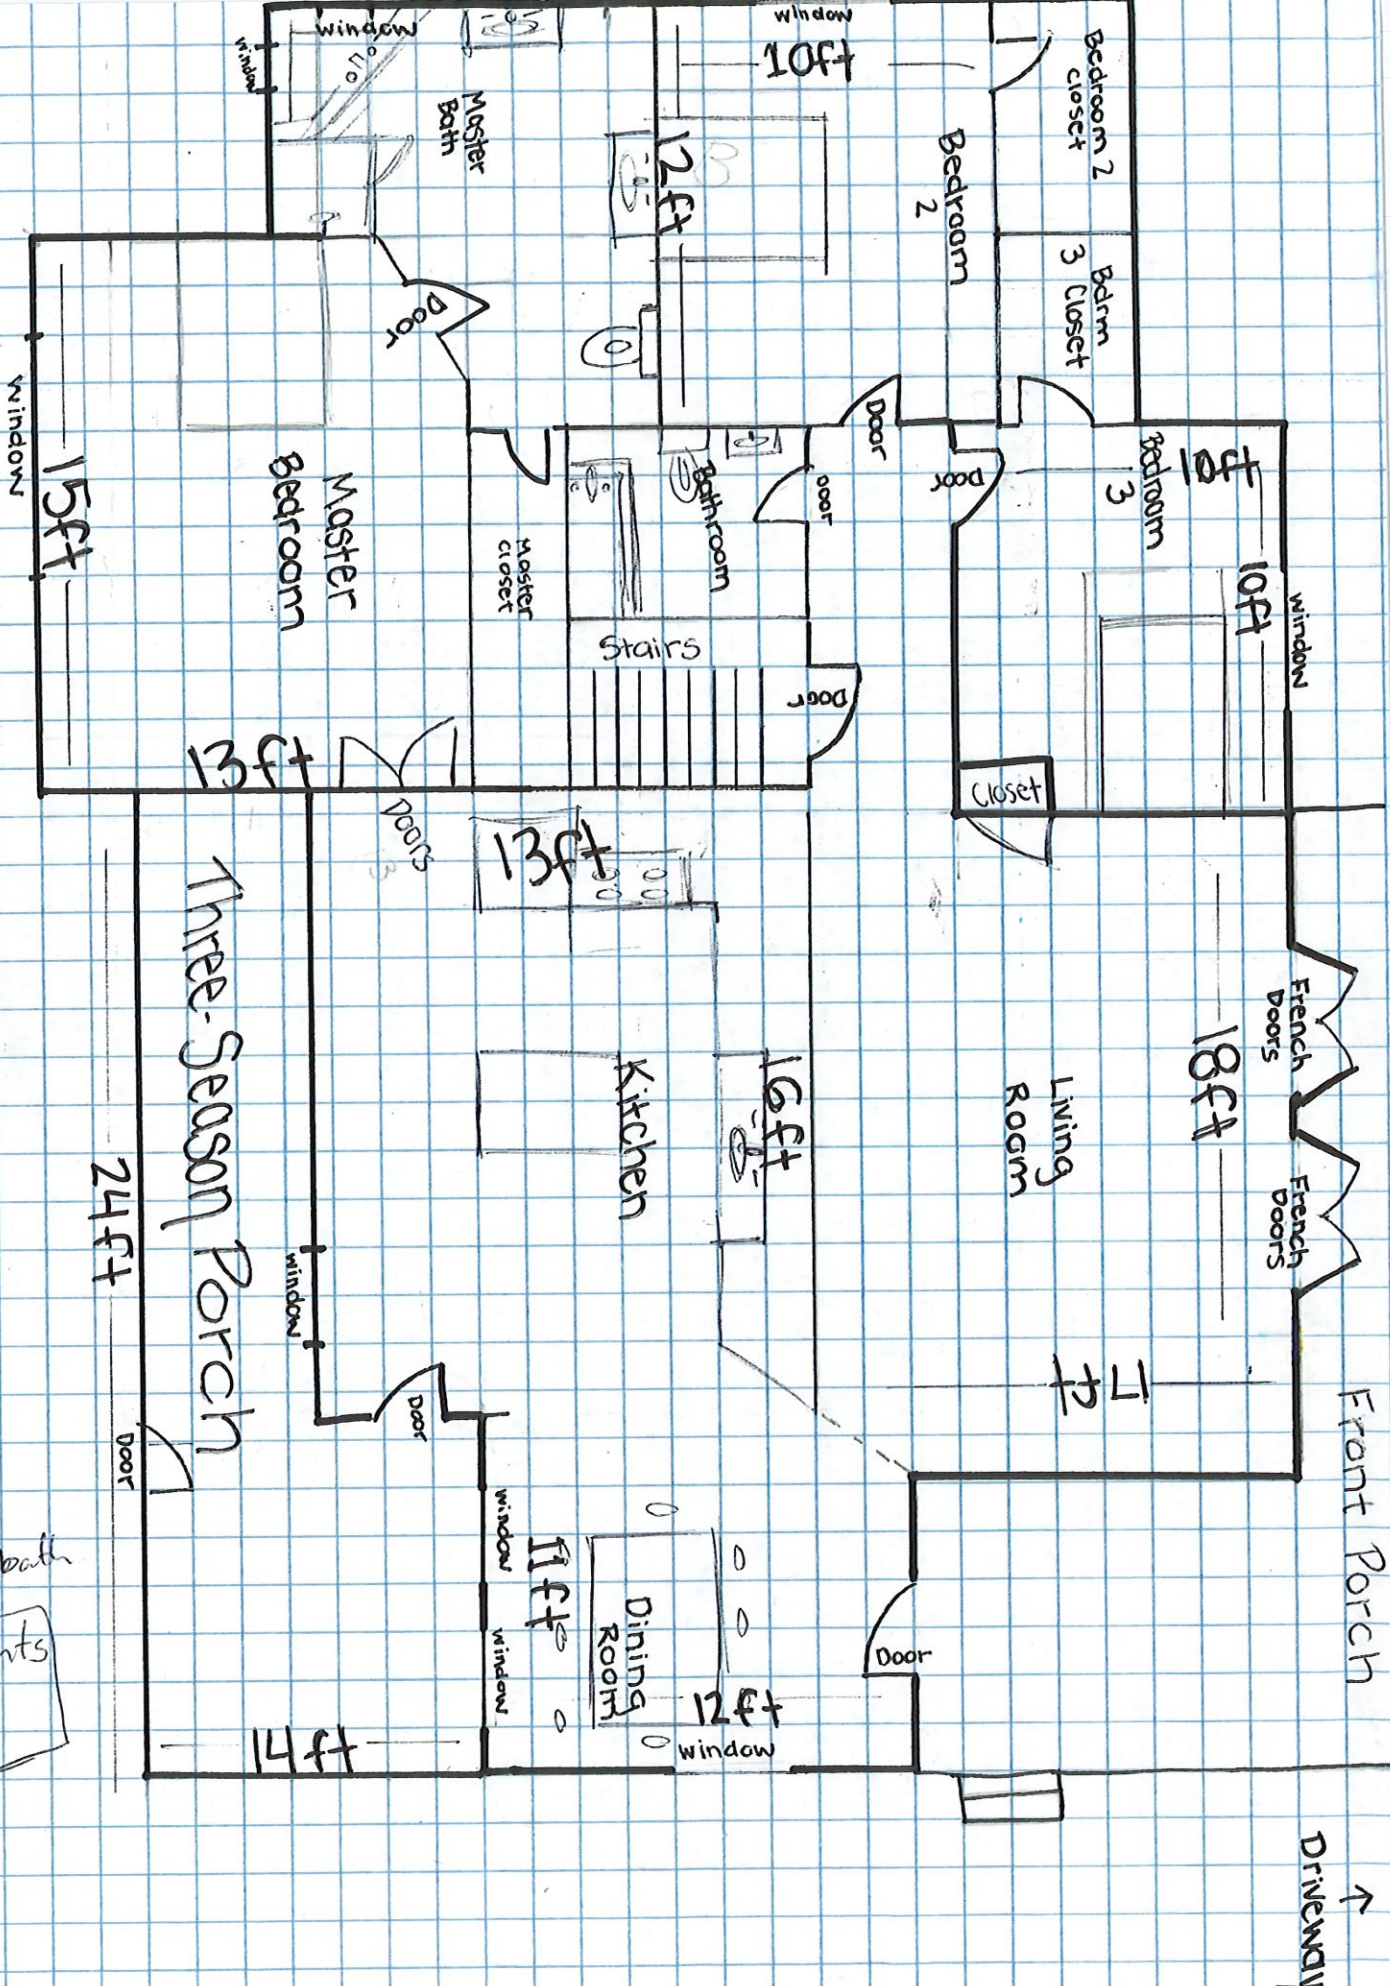 window
window
Master
Bath
12ft
window
10ft
Bedroom
2
Bedroom 2
closet
Bdrm
3 Closet
Door
window
15ft
Master
Bedroom
Master
closet
Bathroom
Door
Door
Door
Bedroom
3
10ft
10ft
window
Stairs
Door
13ft
Doors
Closet
13ft
Three-Season Porch
24ft
window
Door
Door
14ft
Kitchen
16ft
Living
Room
18ft
17ft
French
Doors
French
Doors
window
window
11ft
Dining
Room
12ft
window
Door
Front Porch
Driveway
bath